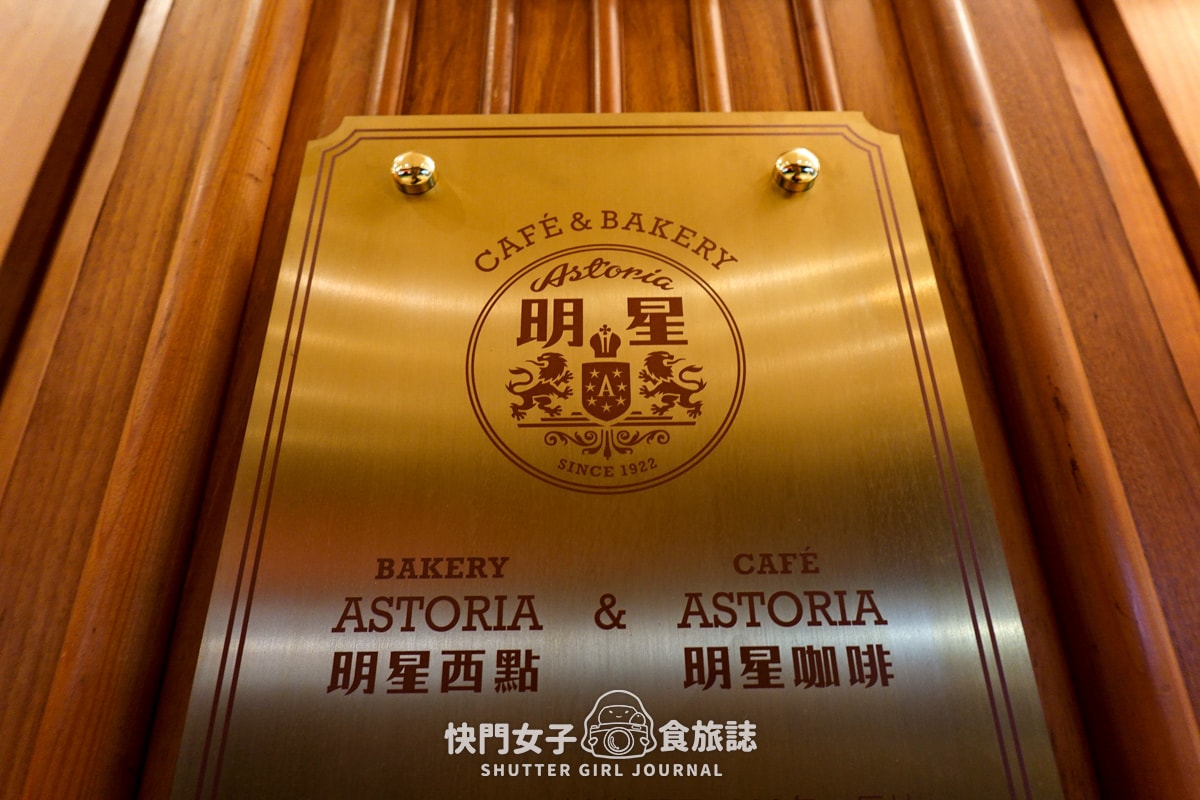 CAFÉ & BAKERY
Astoria
明星
A
SINCE 1922
BAKERY
ASTORIA
明星西點
&
CAFÉ
ASTORIA
明星咖啡
快門女子食旅誌
SHUTTER GIRL JOURNAL